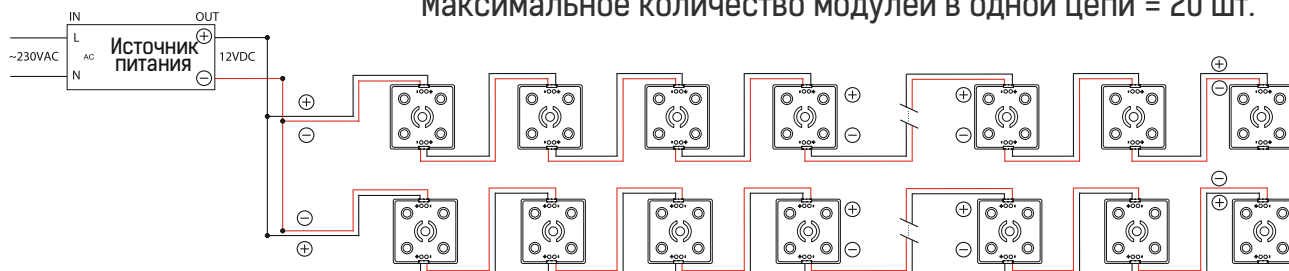 Максимальное количество модулей в одной цепи = 20 шт.
IN OUT
L
~230VAC AC Источник питания 12VDC
N
+
−
+ + + −
− − − +
− + + −
+ − − +